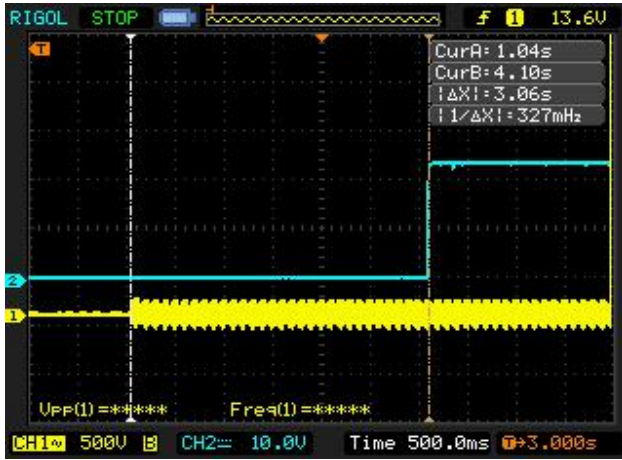 RIGOL STOP 1 13.6V
T
CurA: 1.04s
CurB: 4.10s
|ΔX|: 3.06s
|1/ΔX|: 327mHz
2
1
Vpp(1)=*****
Freq(1)=*****
CH1~ 500V B CH2 10.0V Time 500.0ms T→3.000s